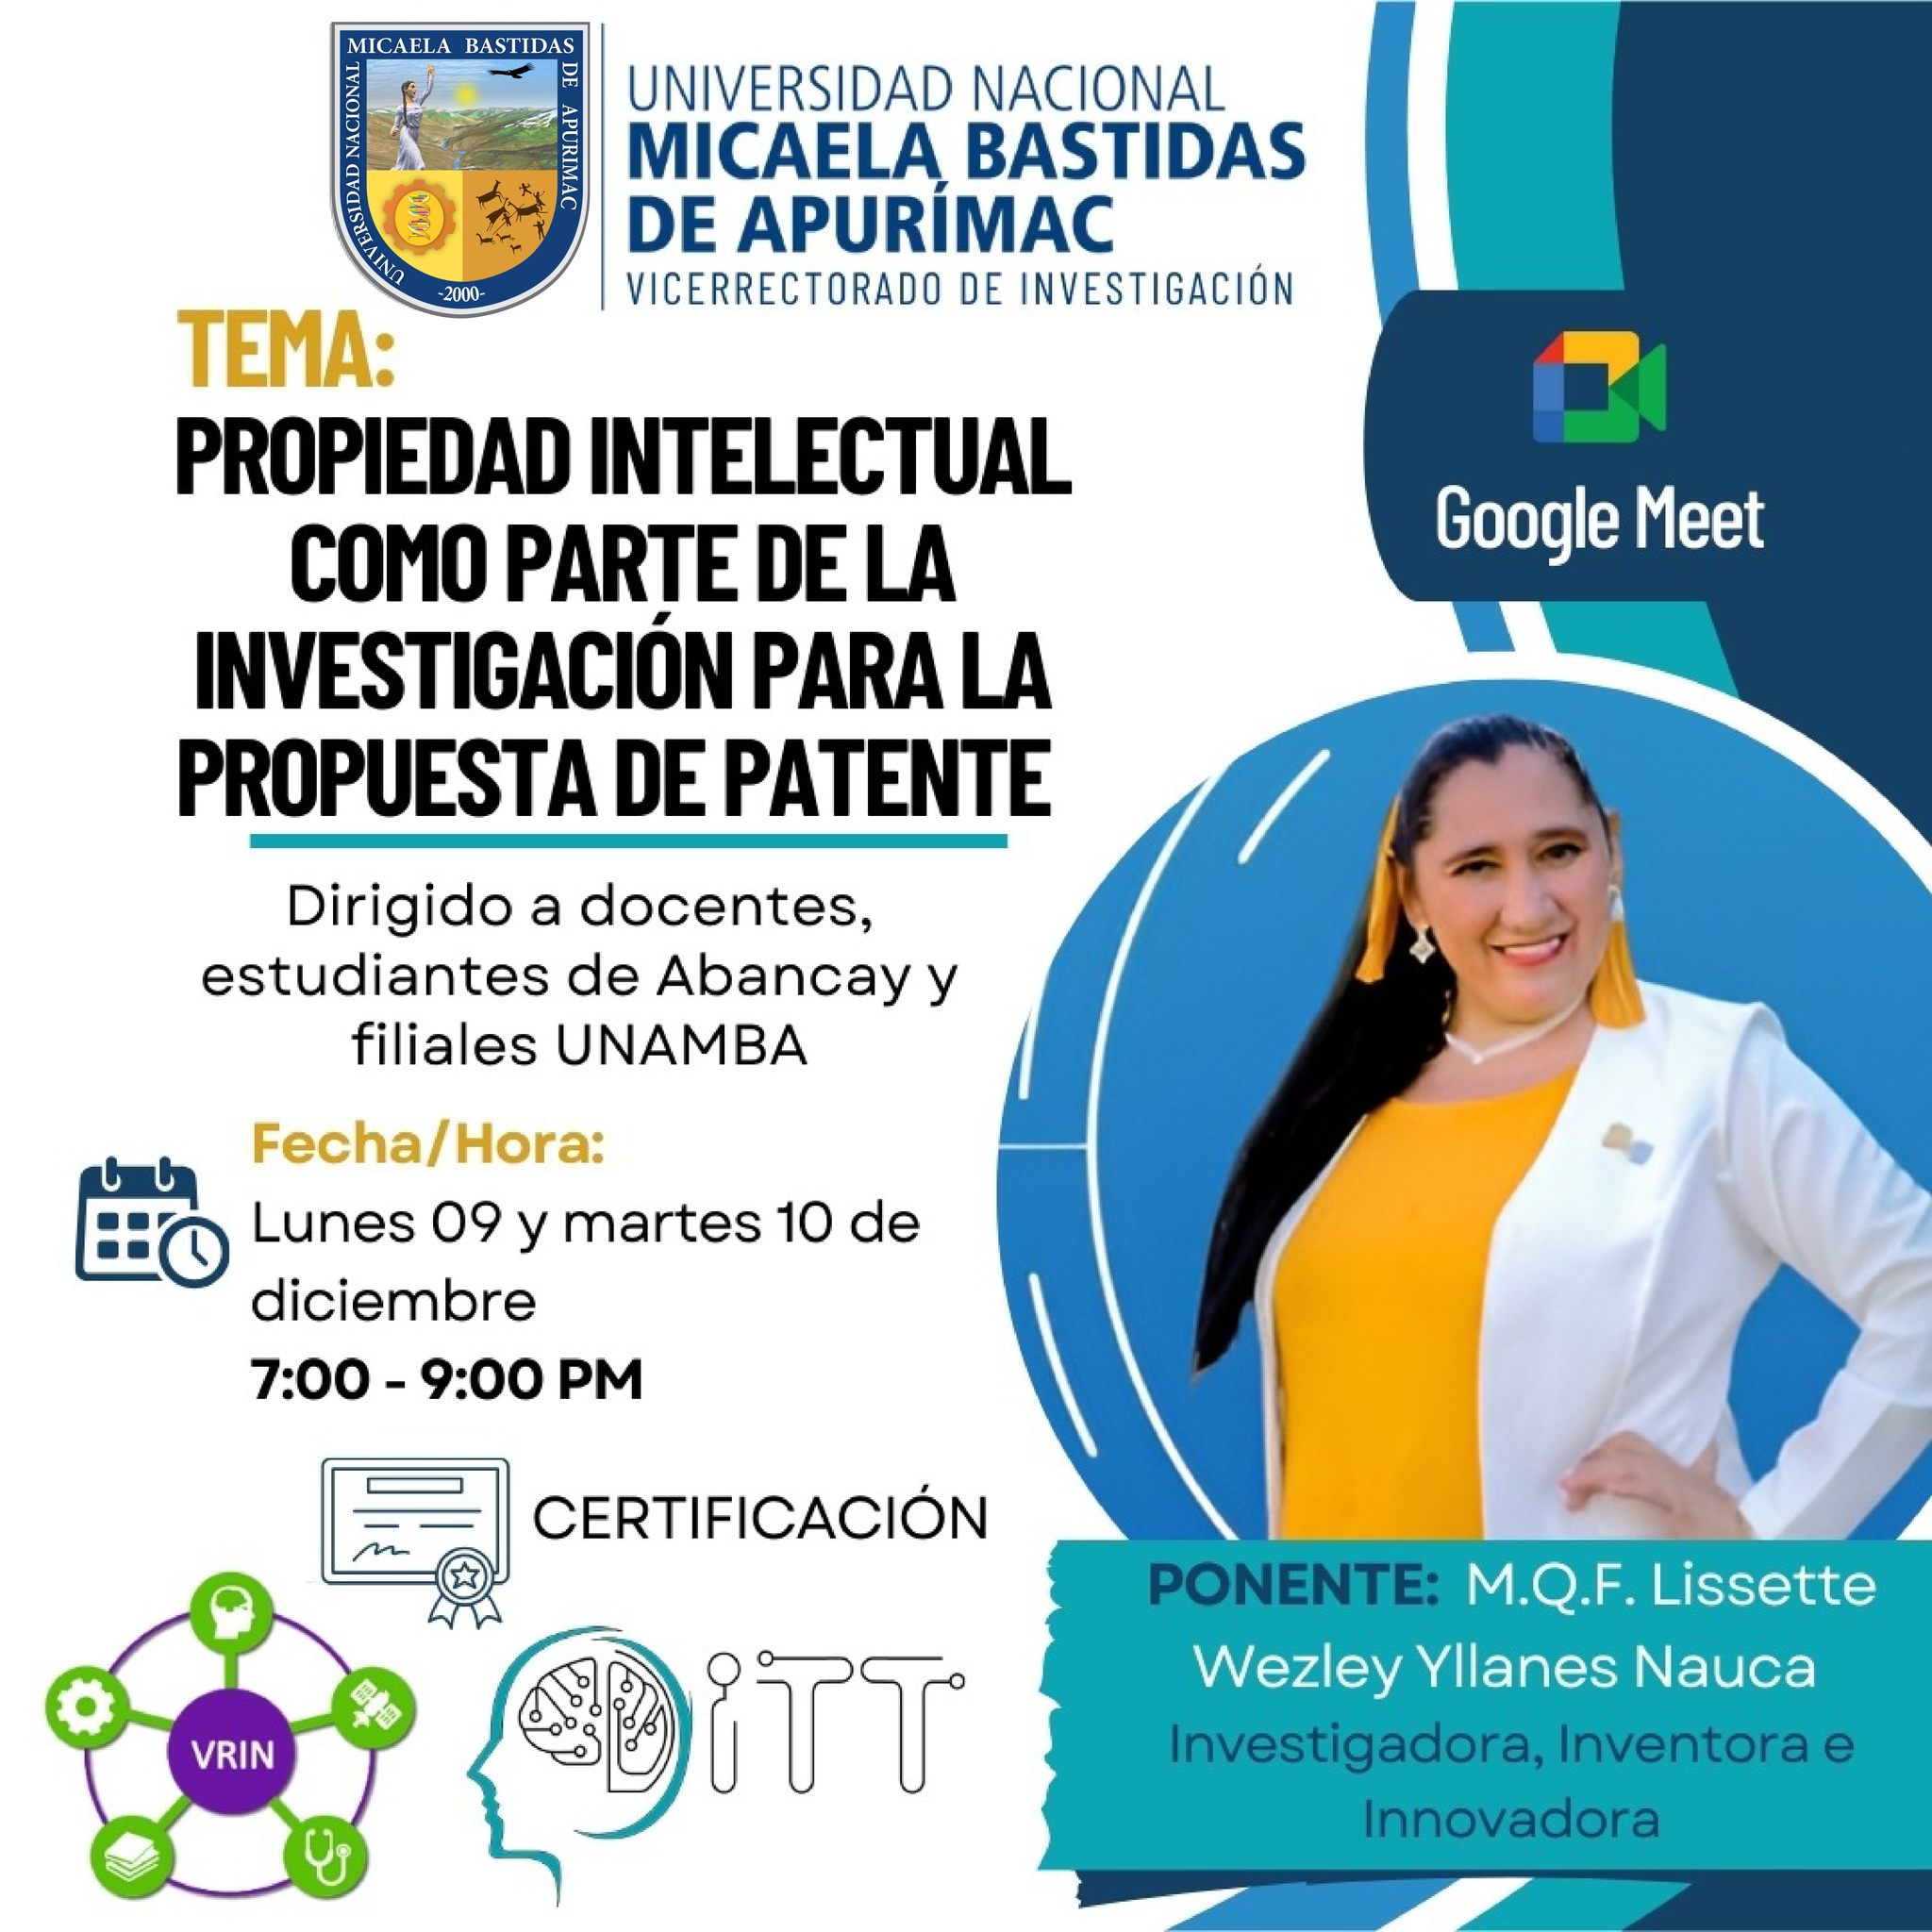 MICAELA BASTIDAS
UNIVERSIDAD NACIONAL
DE APURIMAC
-2000-
UNIVERSIDAD NACIONAL
MICAELA BASTIDAS
DE APURÍMAC
VICERRECTORADO DE INVESTIGACIÓN
TEMA:
PROPIEDAD INTELECTUAL
COMO PARTE DE LA
INVESTIGACIÓN PARA LA
PROPUESTA DE PATENTE
Google Meet
Dirigido a docentes,
estudiantes de Abancay y
filiales UNAMBA
Fecha/Hora:
Lunes 09 y martes 10 de
diciembre
7:00 - 9:00 PM
CERTIFICACIÓN
VRIN
DiTT
PONENTE: M.Q.F. Lissette
Wezley Yllanes Nauca
Investigadora, Inventora e
Innovadora